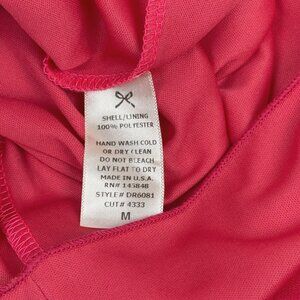 SHELL/LINING
100% POLYESTER
HAND WASH COLD
OR DRY CLEAN
DO NOT BLEACH
LAY FLAT TO DRY
MADE IN U.S.A.
RN# 145848
STYLE# DR6081
CUT# 4333
M